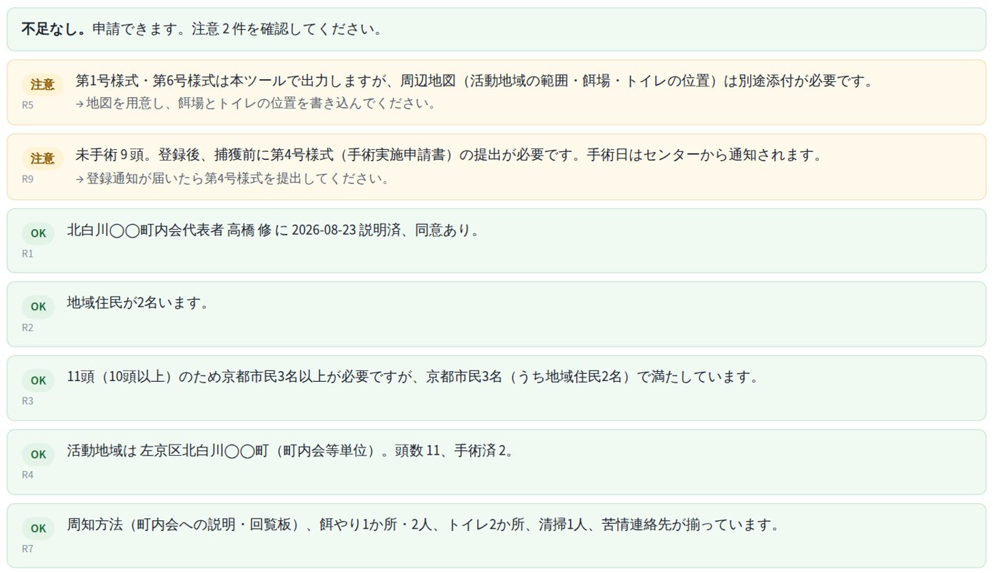 不足なし。申請できます。注意 2 件を確認してください。
注意
第1号様式・第6号様式は本ツールで出力しますが、周辺地図（活動地域の範囲・餌場・トイレの位置）は別途添付が必要です。
R5
→ 地図を用意し、餌場とトイレの位置を書き込んでください。
注意
未手術 9 頭。登録後、捕獲前に第4号様式（手術実施申請書）の提出が必要です。手術日はセンターから通知されます。
R9
→ 登録通知が届いたら第4号様式を提出してください。
OK
北白川◯◯町内会代表者 高橋 修 に 2026-08-23 説明済、同意あり。
R1
OK
地域住民が2名います。
R2
OK
11頭（10頭以上）のため京都市民3名以上が必要ですが、京都市民3名（うち地域住民2名）で満たしています。
R3
OK
活動地域は 左京区北白川◯◯町（町内会等単位）。頭数 11、手術済 2。
R4
OK
周知方法（町内会への説明・回覧板）、餌やり1か所・2人、トイレ2か所、清掃1人、苦情連絡先が揃っています。
R7